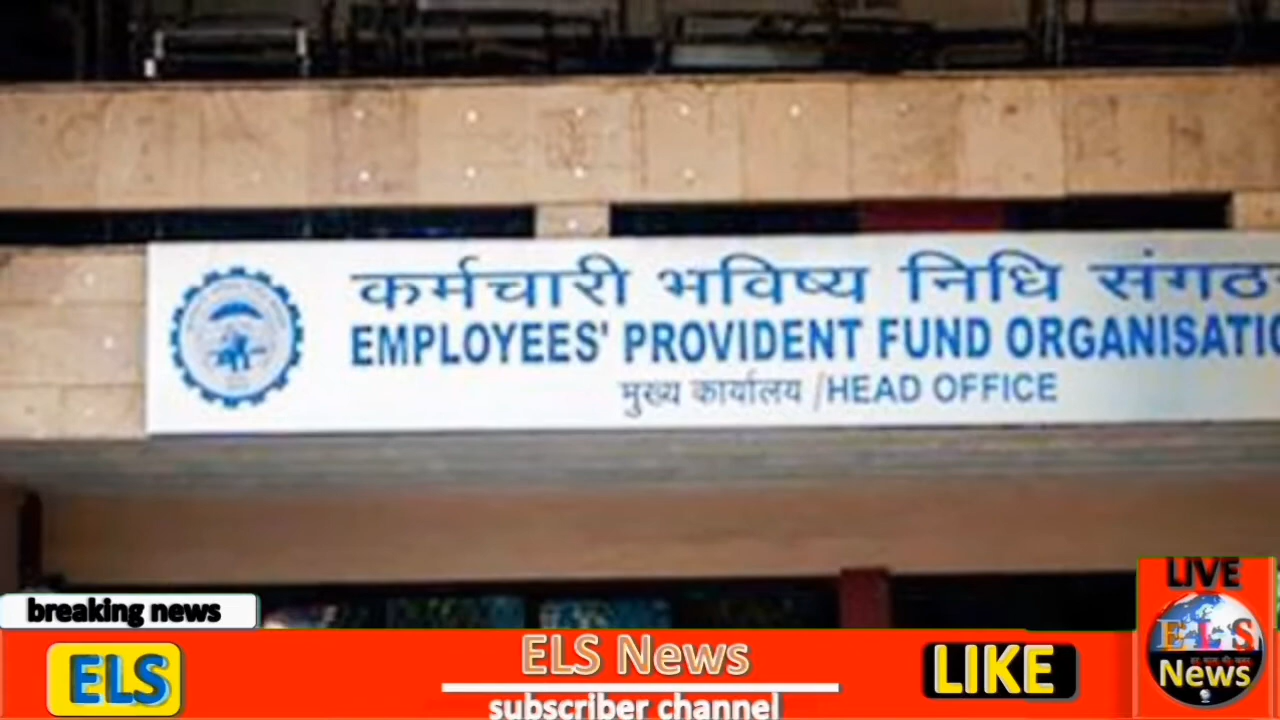 कर्मचारी भविष्य निधि संगठ
EMPLOYEES' PROVIDENT FUND ORGANISATIO
मुख्य कार्यालय /HEAD OFFICE
breaking news
ELS
ELS News
subscriber channel
LIKE
LIVE
ELS
News